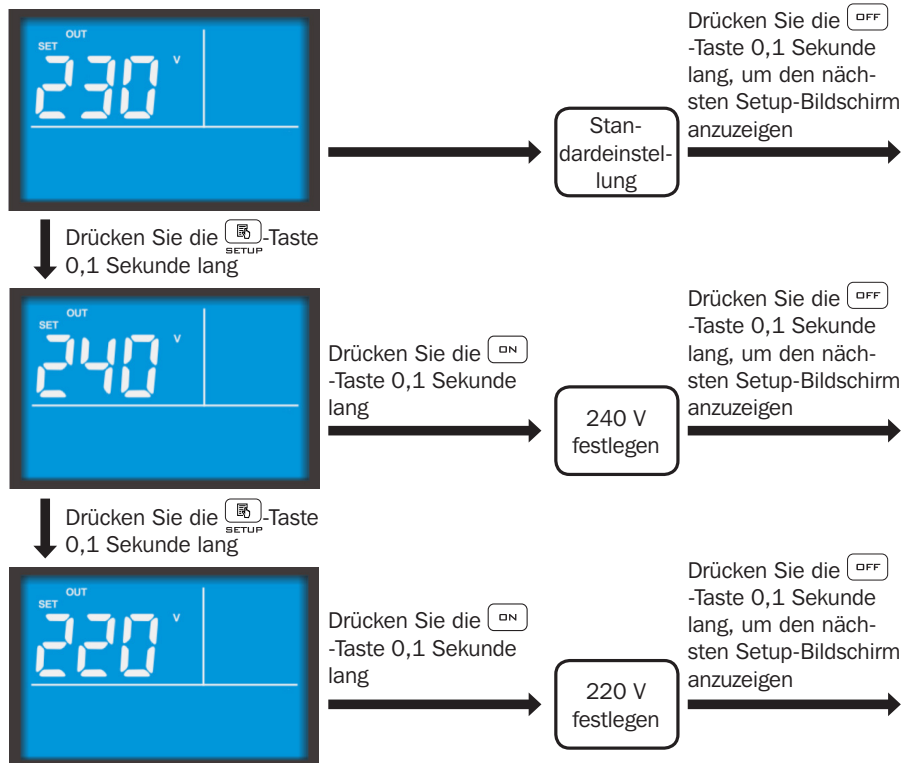 OUT
SET
230 V
Stan-
dardeinstel-
lung
Drücken Sie die OFF
-Taste 0,1 Sekunde
lang, um den näch-
sten Setup-Bildschirm
anzuzeigen
Drücken Sie die SETUP-Taste
0,1 Sekunde lang
OUT
SET
240 V
Drücken Sie die ON
-Taste 0,1 Sekunde
lang
240 V
festlegen
Drücken Sie die OFF
-Taste 0,1 Sekunde
lang, um den näch-
sten Setup-Bildschirm
anzuzeigen
Drücken Sie die SETUP-Taste
0,1 Sekunde lang
OUT
SET
220 V
Drücken Sie die ON
-Taste 0,1 Sekunde
lang
220 V
festlegen
Drücken Sie die OFF
-Taste 0,1 Sekunde
lang, um den näch-
sten Setup-Bildschirm
anzuzeigen